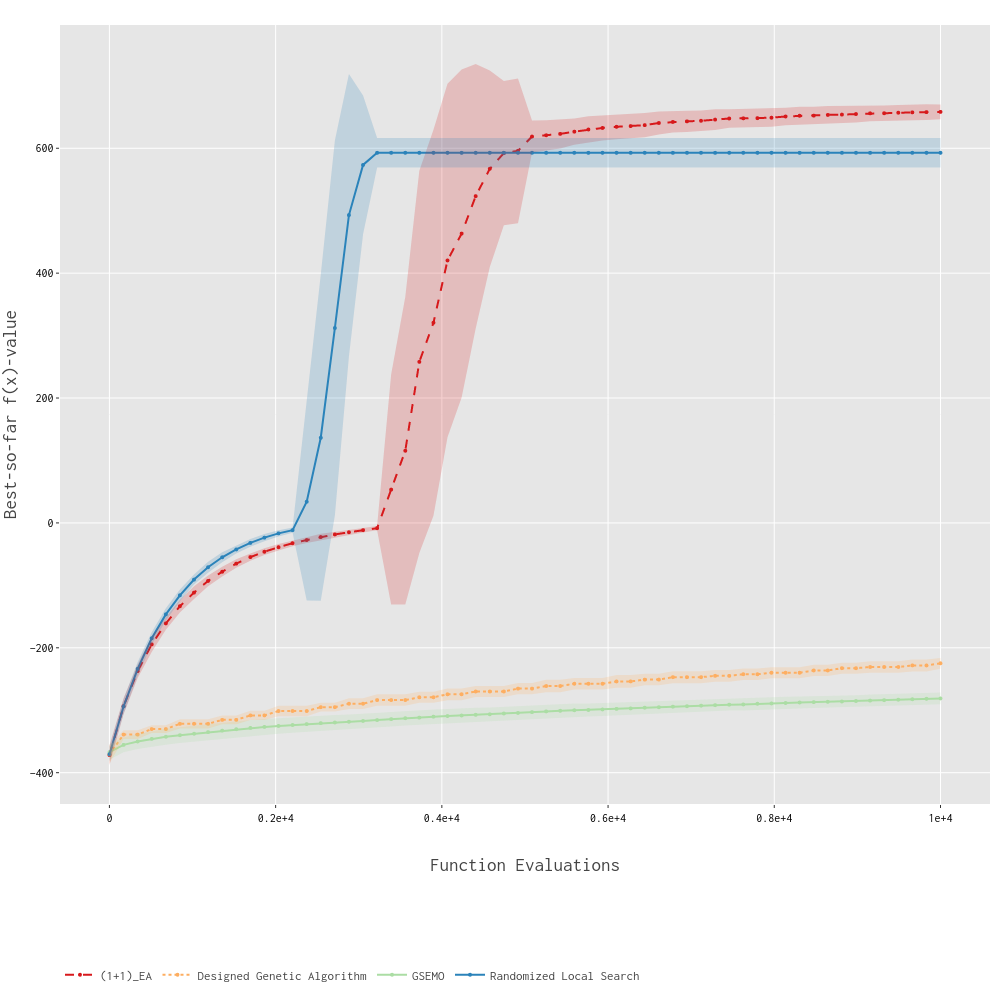 Best-so-far f(x)-value
600
400
200
0
−200
−400
0
0.2e+4
0.4e+4
0.6e+4
0.8e+4
1e+4
Function Evaluations
(1+1)_EA
Designed Genetic Algorithm
GSEMO
Randomized Local Search